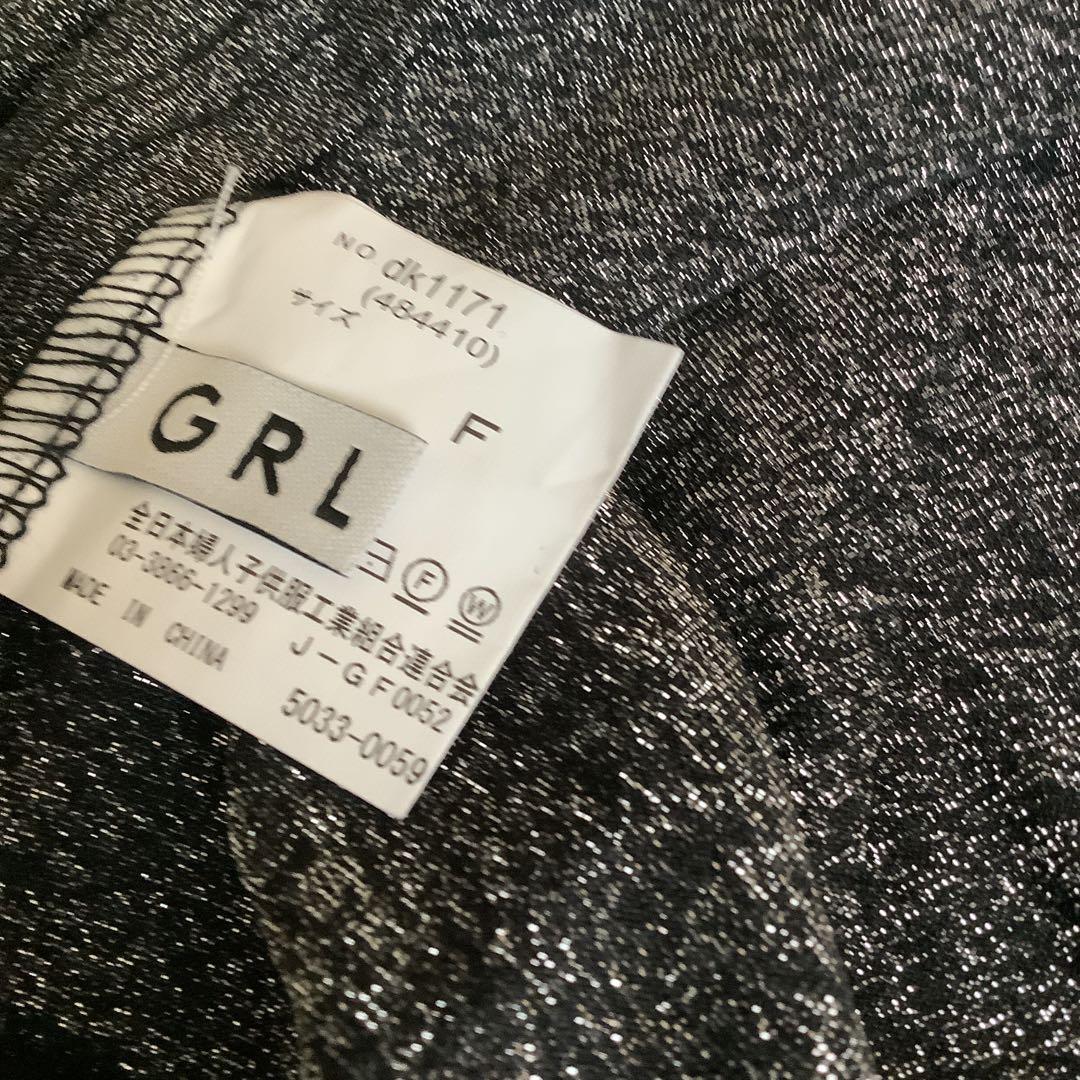 NO dk1171
(484410)
サイズ
F
GRL
F W
全日本婦人子供服工業組合連合会
03-3866-1299 J-GF0052
MADE IN CHINA
5033-0059